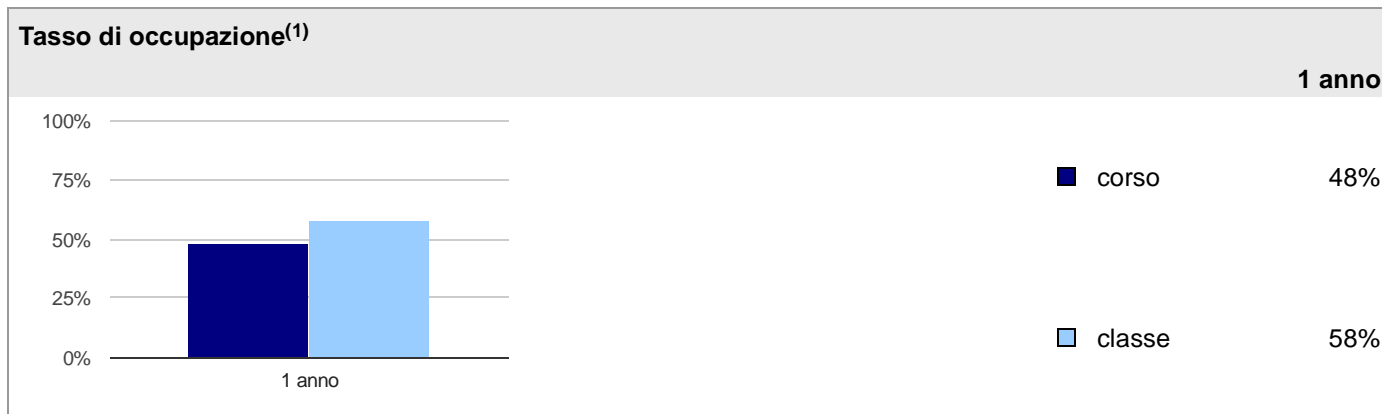 Tasso di occupazione(1)
1 anno
100%
75%
50%
25%
0%
1 anno
corso 48%
classe 58%